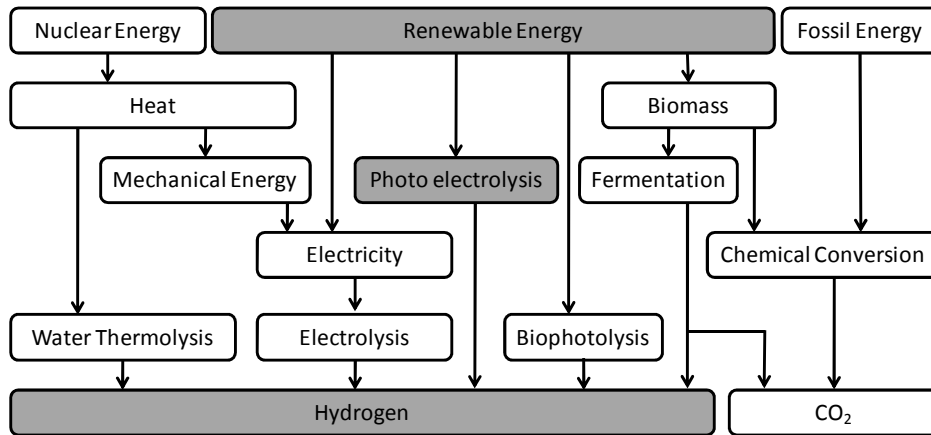 Nuclear Energy
Renewable Energy
Fossil Energy
Heat
Biomass
Mechanical Energy
Photo electrolysis
Fermentation
Electricity
Chemical Conversion
Water Thermolysis
Electrolysis
Biophotolysis
Hydrogen
CO₂